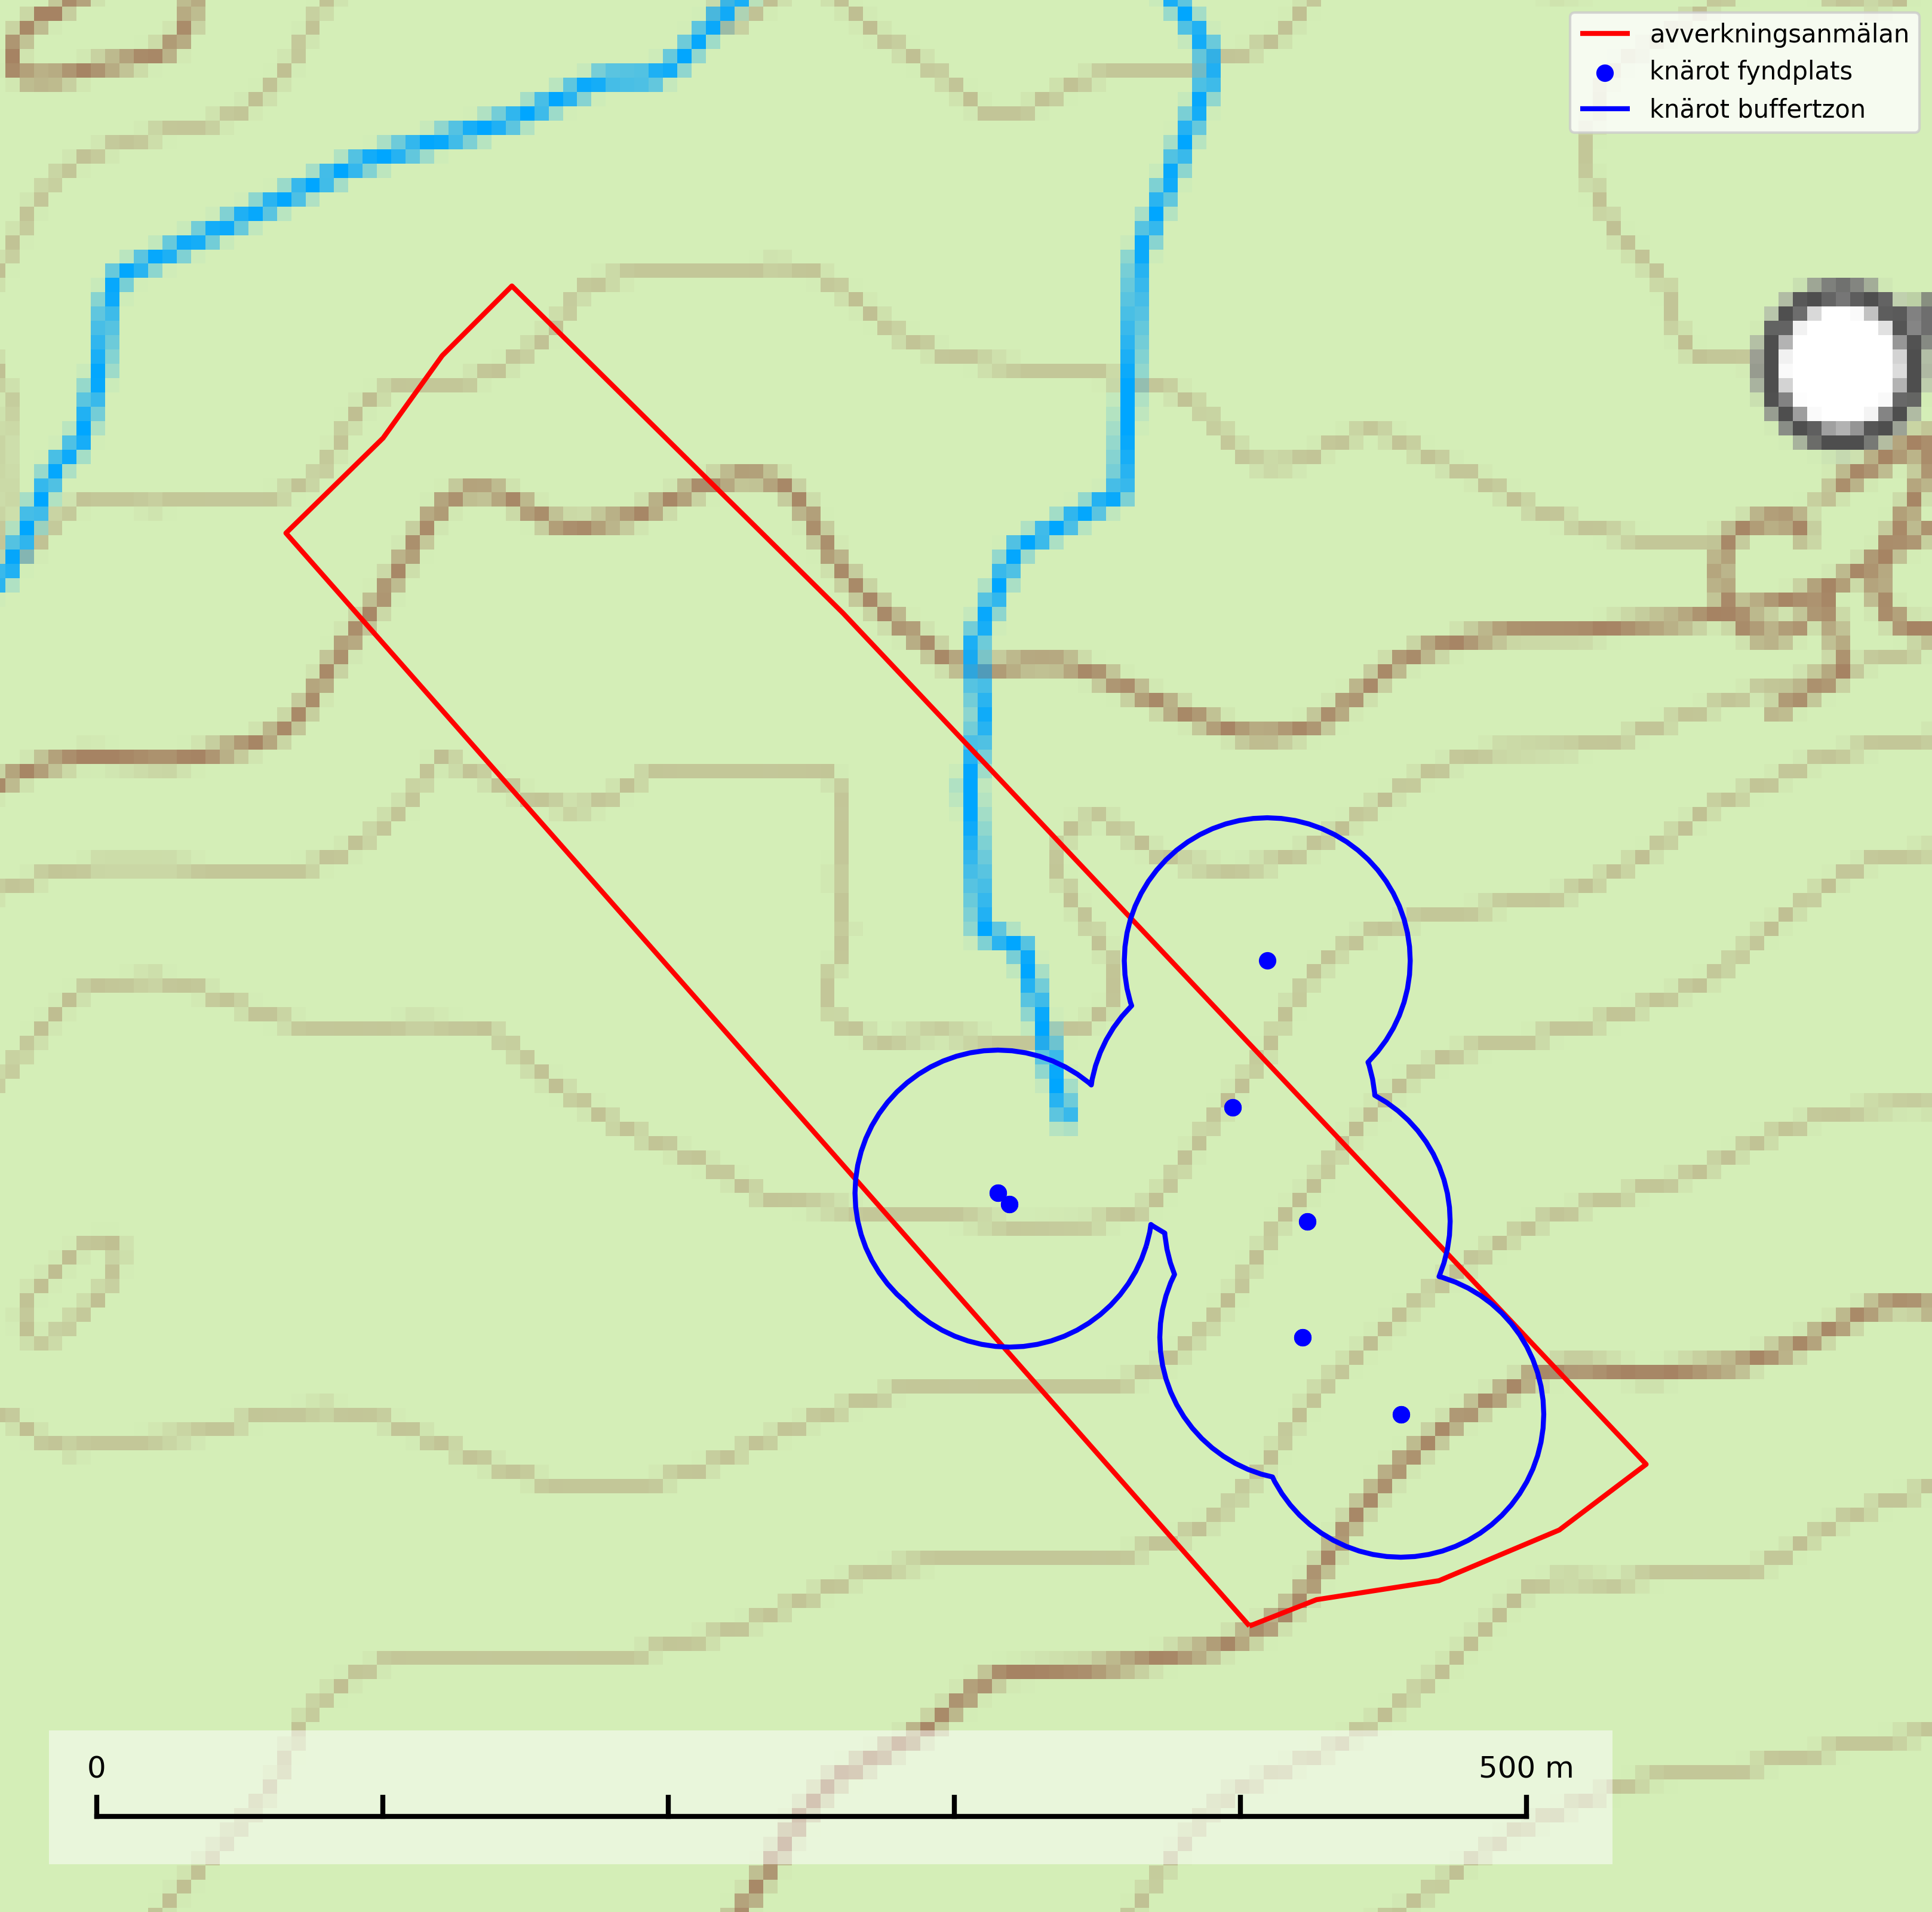 avverkningsanmälan
knärot fyndplats
knärot buffertzon
0 500 m